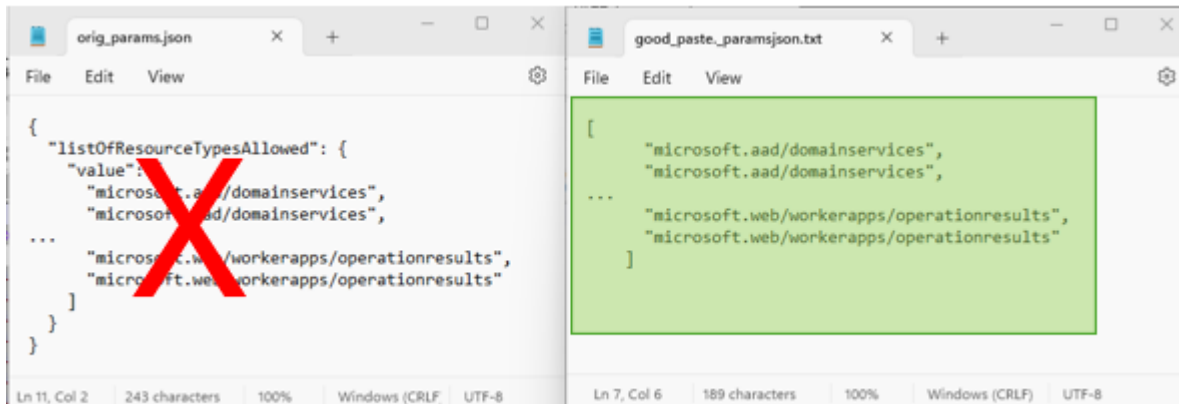 orig_params.json
File Edit View
{
"listOfResourceTypesAllowed": {
"value":
"microsoft.aad/domainservices",
"microsoft.aad/domainservices",
...
"microsoft.web/workerapps/operationresults",
"microsoft.web/workerapps/operationresults"
]
}
}
Ln 11, Col 2 243 characters 100% Windows (CRLF UTF-8
good_paste._paramsjson.txt
File Edit View
[
"microsoft.aad/domainservices",
"microsoft.aad/domainservices",
...
"microsoft.web/workerapps/operationresults",
"microsoft.web/workerapps/operationresults"
]
Ln 7, Col 6 189 characters 100% Windows (CRLF) UTF-8